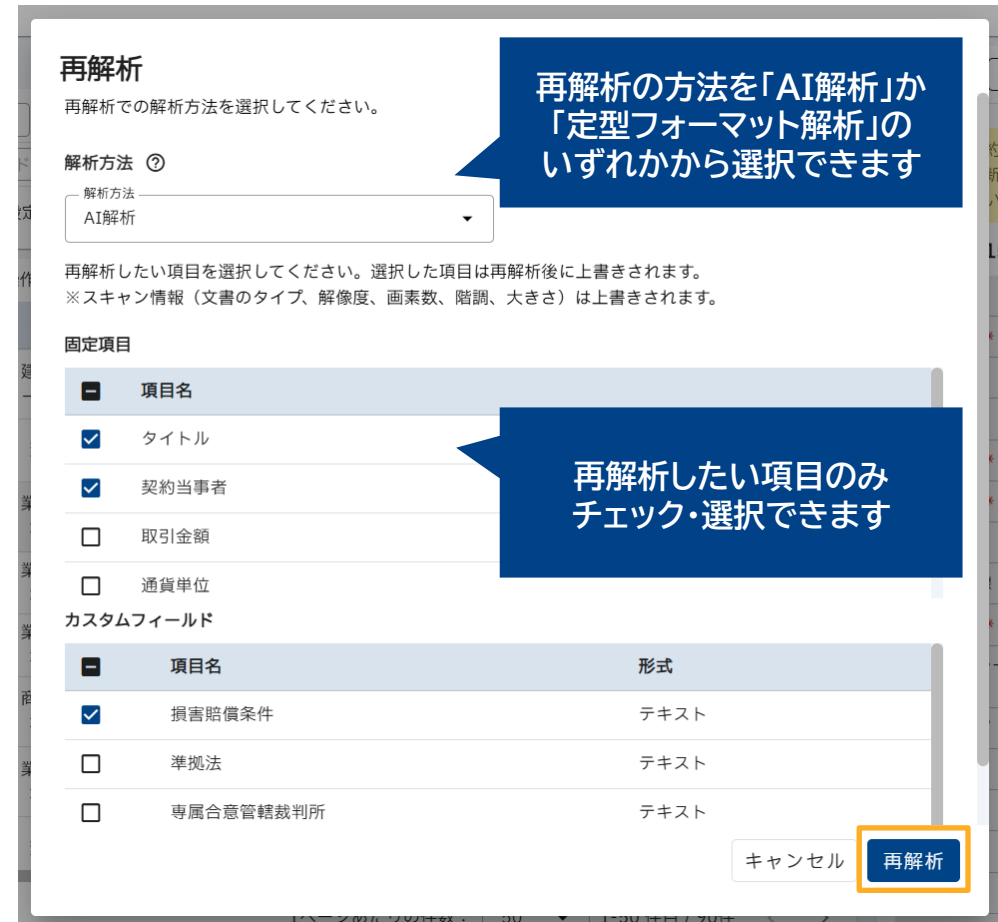 再解析
再解析での解析方法を選択してください。
再解析の方法を「AI解析」か
「定型フォーマット解析」の
いずれかから選択できます
解析方法
解析方法
AI解析
再解析したい項目を選択してください。選択した項目は再解析後に上書きされます。
※スキャン情報（文書のタイプ、解像度、画素数、階調、大きさ）は上書きされます。
固定項目
項目名
タイトル
契約当事者
取引金額
通貨単位
再解析したい項目のみ
チェック・選択できます
カスタムフィールド
項目名 形式
損害賠償条件 テキスト
準拠法 テキスト
専属合意管轄裁判所 テキスト
キャンセル 再解析